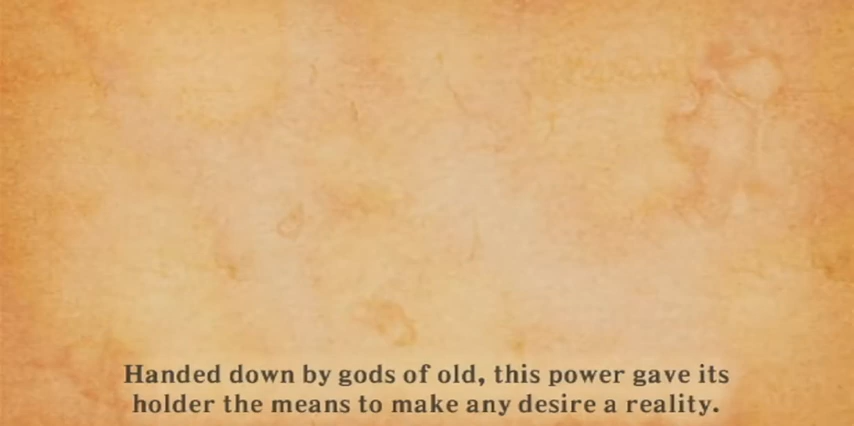 Handed down by gods of old, this power gave its
holder the means to make any desire a reality.